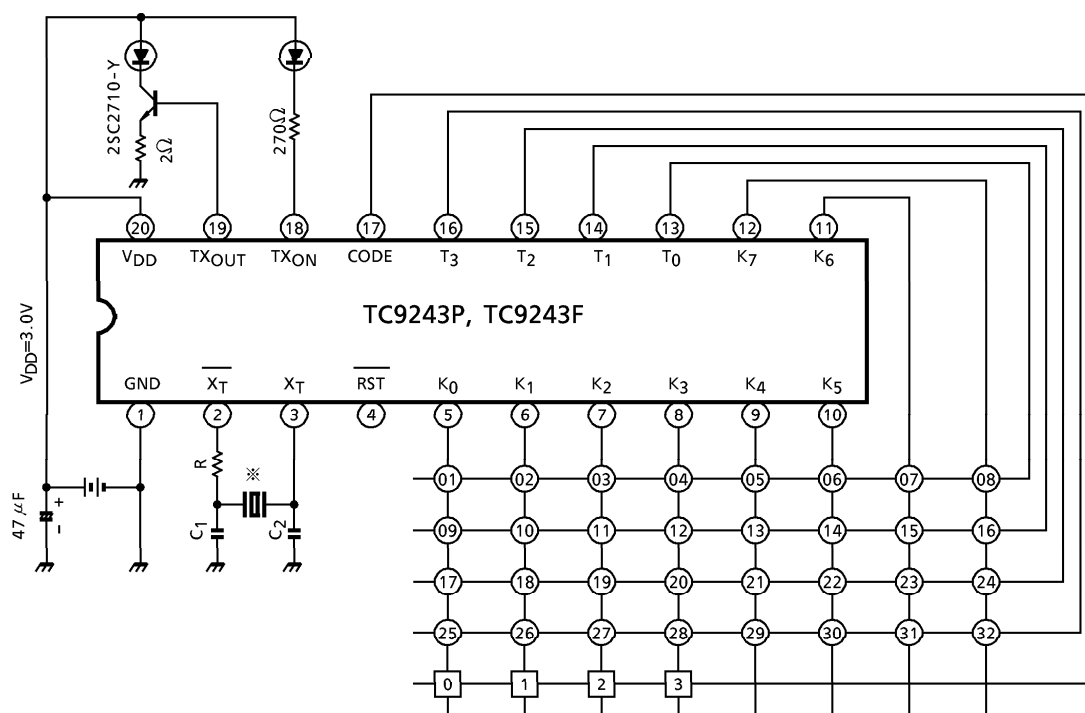 2SC2710-Y
2Ω
270Ω
20 19 18 17 16 15 14 13 12 11
VDD TXOUT TXON CODE T3 T2 T1 T0 K7 K6
TC9243P, TC9243F
VDD=3.0V
GND XT XT RST K0 K1 K2 K3 K4 K5
1 2 3 4 5 6 7 8 9 10
R
※
01 02 03 04 05 06 07 08
47 μF
+
-
C1 C2
09 10 11 12 13 14 15 16
17 18 19 20 21 22 23 24
25 26 27 28 29 30 31 32
0 1 2 3